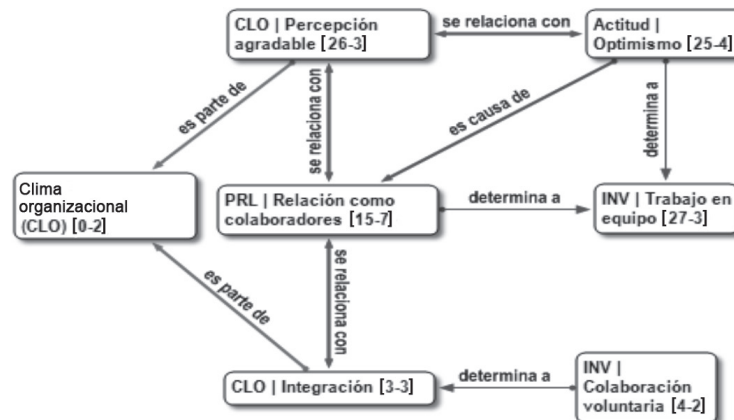 CLO | Percepción
agradable [26-3]
se relaciona con
Actitud |
Optimismo [25-4]
es parte de
se relaciona con
es causa de
determina a
Clima
organizacional
(CLO) [0-2]
PRL | Relación como
colaboradores [15-7]
determina a
INV | Trabajo en
equipo [27-3]
es parte de
se relaciona con
CLO | Integración [3-3]
determina a
INV |
Colaboración
voluntaria [4-2]